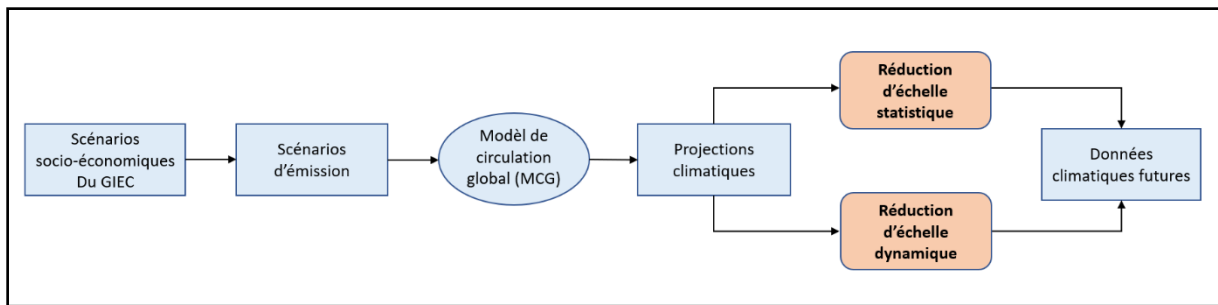 Scénarios
socio-économiques
Du GIEC
Scénarios
d'émission
Modèl de
circulation
global (MCG)
Projections
climatiques
Réduction
d'échelle
statistique
Réduction
d'échelle
dynamique
Données
climatiques futures